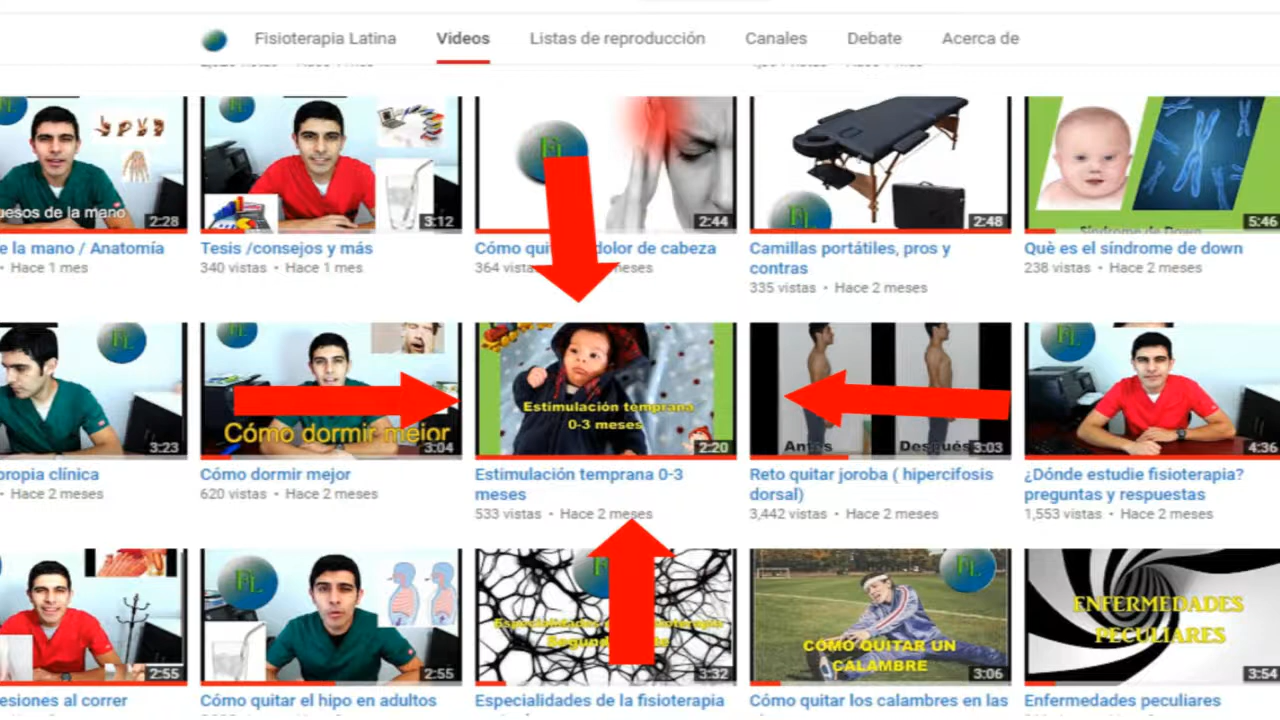 Fisioterapia Latina Videos Listas de reproducción Canales Debate Acerca de
uesos de la mano
2:28 3:12 2:44 2:48 5:46
e la mano / Anatomía
• Hace 1 mes
Tesis /consejos y más
340 vistas • Hace 1 mes
dolor de cabeza
364 meses
Camillas portátiles, pros y
contras
335 vistas • Hace 2 meses
Síndrome de Down
Què es el síndrome de down
238 vistas • Hace 2 meses
3:23
propia clínica
• Hace 2 meses
Cómo dormir mejor
3:04
Cómo dormir mejor
620 vistas • Hace 2 meses
Estimulación temprana
0-3 meses
2:20
Estimulación temprana 0-3
meses
533 vistas • Hace 2 meses
Antes Después
3:03
Reto quitar joroba ( hipercifosis
dorsal)
3,442 vistas • Hace 2 meses
4:36
¿Dónde estudie fisioterapia?
preguntas y respuestas
1,553 vistas • Hace 2 meses
2:55
esiones al correr
2:55
Cómo quitar el hipo en adultos
3:32
Especialidades de la fisioterapia
CÓMO QUITAR UN
CALAMBRE
3:06
Cómo quitar los calambres en las
ENFERMEDADES
PECULIARES
3:54
Enfermedades peculiares